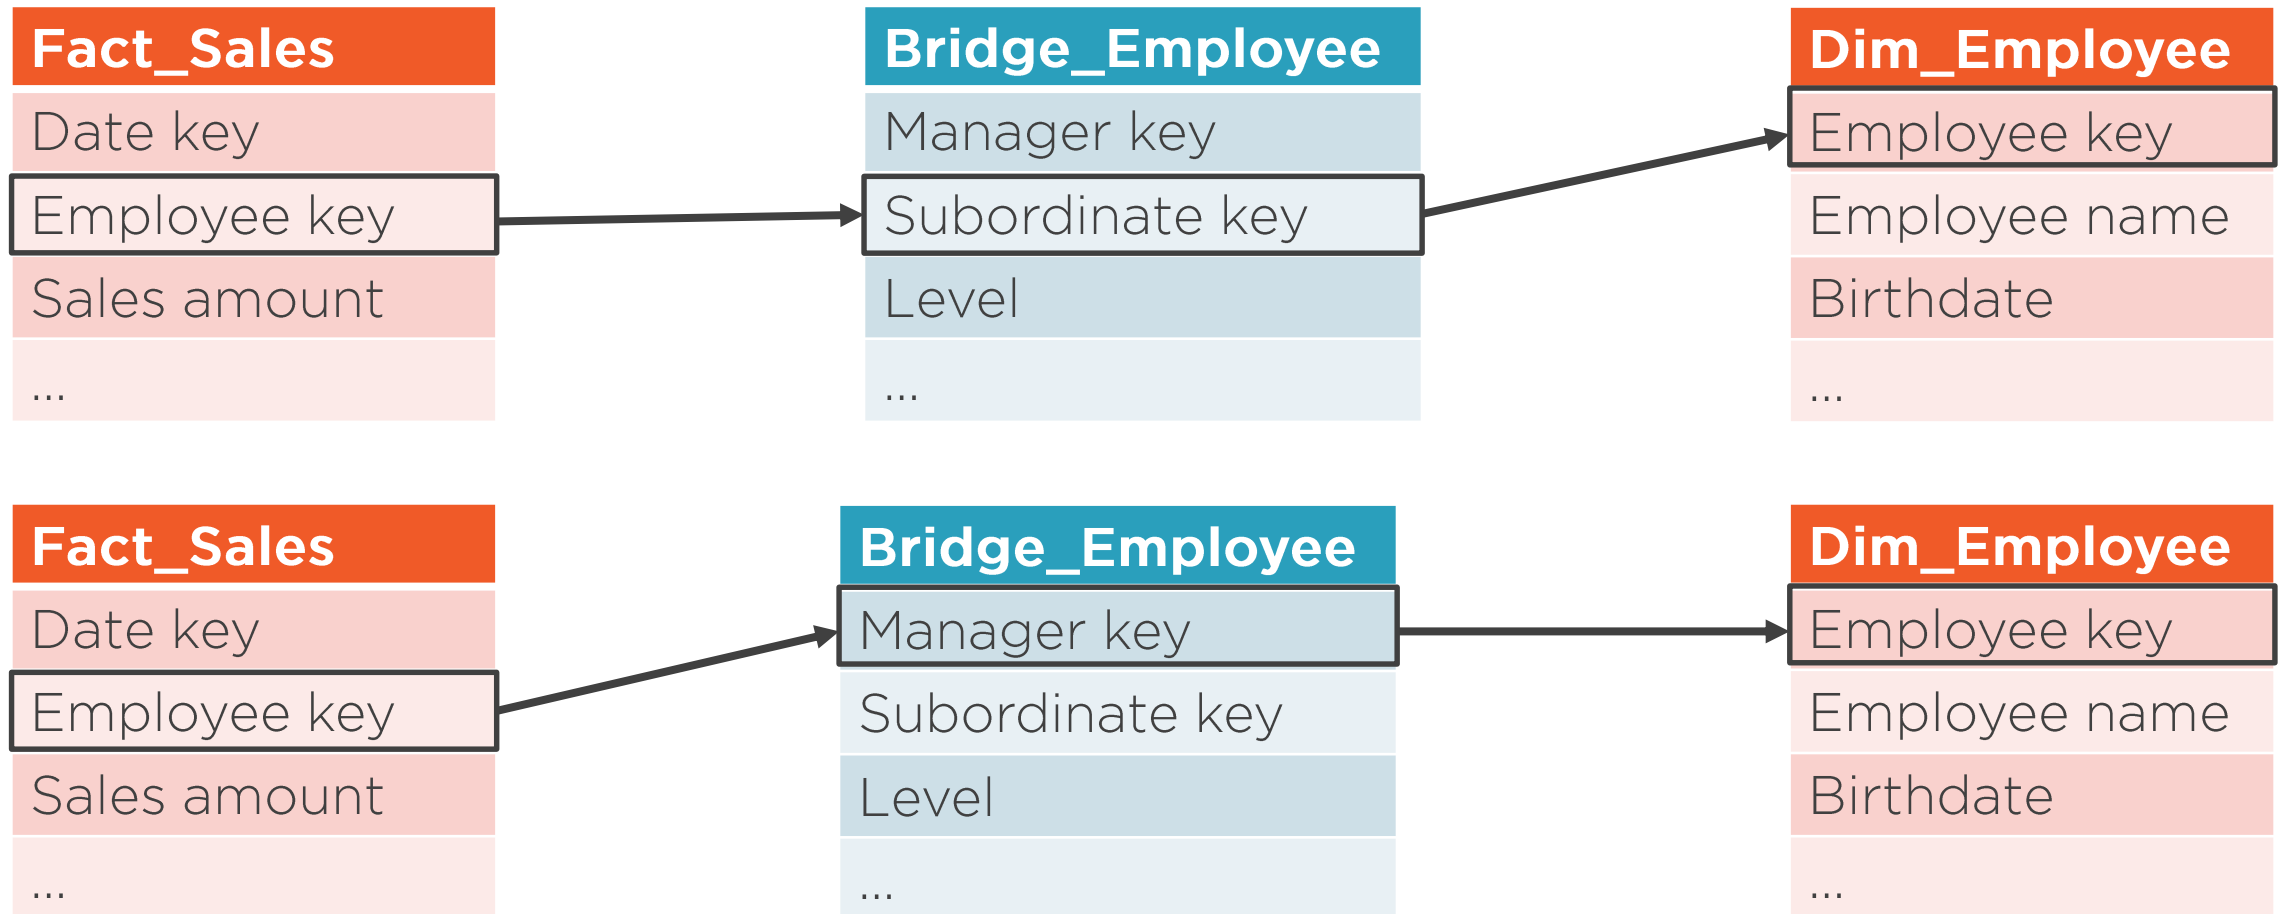 Fact_Sales
Date key
Employee key
Sales amount
...
Bridge_Employee
Manager key
Subordinate key
Level
...
Dim_Employee
Employee key
Employee name
Birthdate
...
Fact_Sales
Date key
Employee key
Sales amount
...
Bridge_Employee
Manager key
Subordinate key
Level
...
Dim_Employee
Employee key
Employee name
Birthdate
...